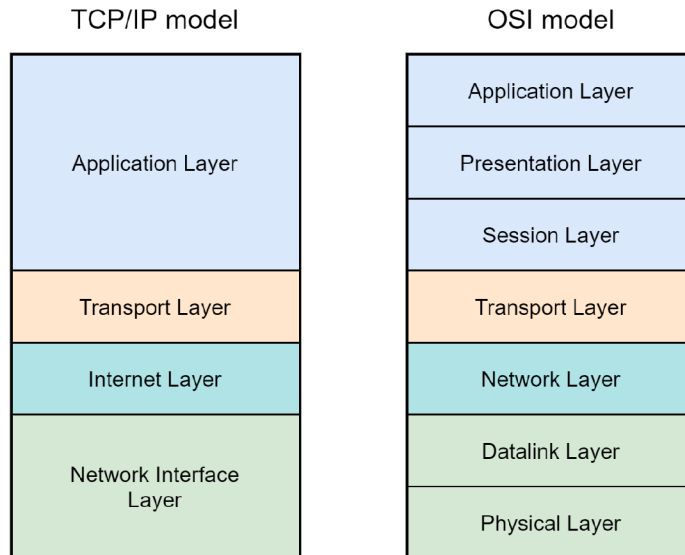 TCP/IP model
Application Layer
Transport Layer
Internet Layer
Network Interface
Layer
OSI model
Application Layer
Presentation Layer
Session Layer
Transport Layer
Network Layer
Datalink Layer
Physical Layer